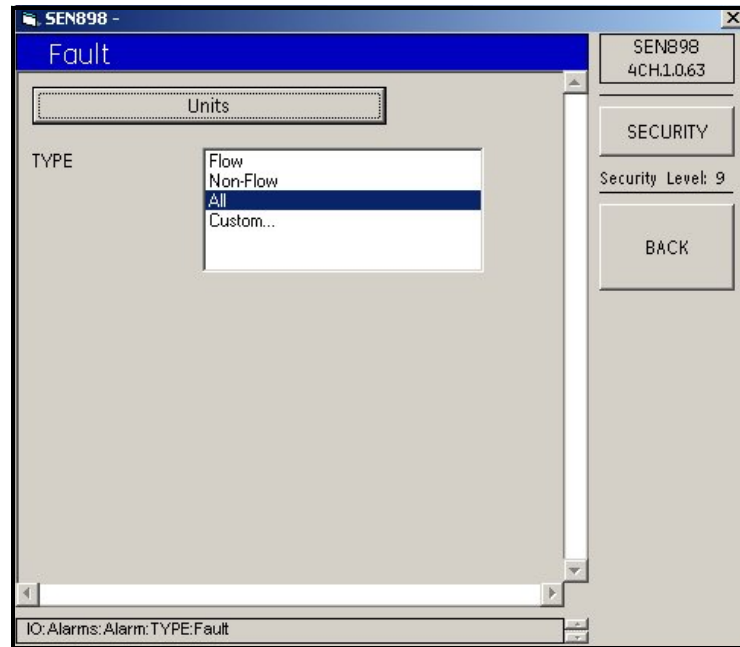 SEN898 -
Fault
SEN898
4CH.1.0.63
Units
SECURITY
TYPE
Flow
Non-Flow
All
Custom...
Security Level: 9
BACK
IO:Alarms:Alarm:TYPE:Fault